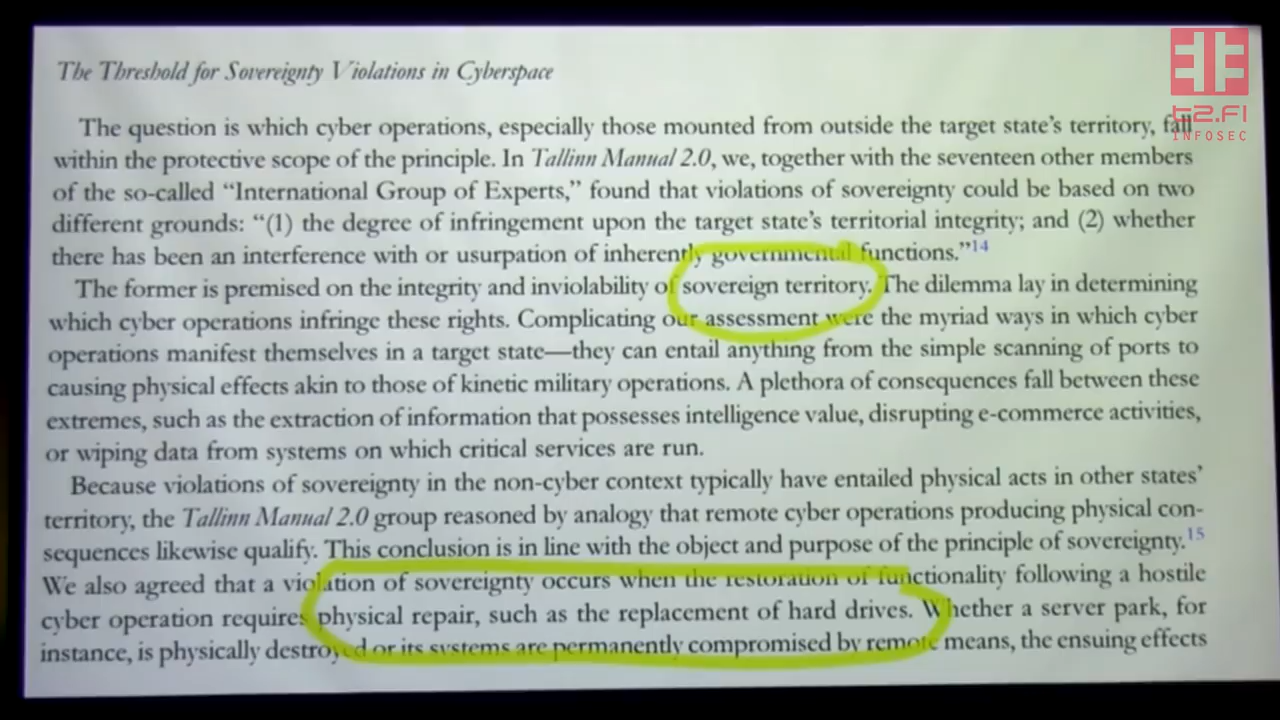 The Threshold for Sovereignty Violations in Cyberspace
The question is which cyber operations, especially those mounted from outside the target state's territory, fall
within the protective scope of the principle. In Tallinn Manual 2.0, we, together with the seventeen other members
of the so-called “International Group of Experts,” found that violations of sovereignty could be based on two
different grounds: “(1) the degree of infringement upon the target state's territorial integrity; and (2) whether
there has been an interference with or usurpation of inherently governmental functions.”14
The former is premised on the integrity and inviolability of sovereign territory. The dilemma lay in determining
which cyber operations infringe these rights. Complicating our assessment were the myriad ways in which cyber
operations manifest themselves in a target state—they can entail anything from the simple scanning of ports to
causing physical effects akin to those of kinetic military operations. A plethora of consequences fall between these
extremes, such as the extraction of information that possesses intelligence value, disrupting e-commerce activities,
or wiping data from systems on which critical services are run.
Because violations of sovereignty in the non-cyber context typically have entailed physical acts in other states'
territory, the Tallinn Manual 2.0 group reasoned by analogy that remote cyber operations producing physical con-
sequences likewise qualify. This conclusion is in line with the object and purpose of the principle of sovereignty.15
We also agreed that a violation of sovereignty occurs when the restoration of functionality following a hostile
cyber operation requires physical repair, such as the replacement of hard drives. Whether a server park, for
instance, is physically destroyed or its systems are permanently compromised by remote means, the ensuing effects
t2.FI
INFOSEC